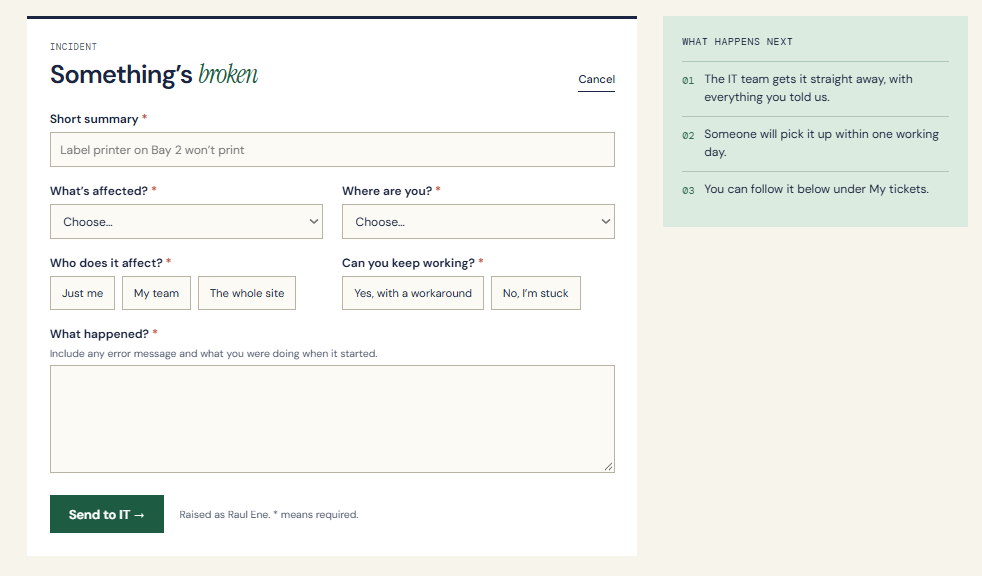 INCIDENT
Something’s broken
Cancel
Short summary *
Label printer on Bay 2 won’t print
What’s affected? *
Choose…
Where are you? *
Choose…
Who does it affect? *
Just me
My team
The whole site
Can you keep working? *
Yes, with a workaround
No, I’m stuck
What happened? *
Include any error message and what you were doing when it started.
Send to IT →
Raised as Raul Ene. * means required.
WHAT HAPPENS NEXT
01 The IT team gets it straight away, with
everything you told us.
02 Someone will pick it up within one working
day.
03 You can follow it below under My tickets.